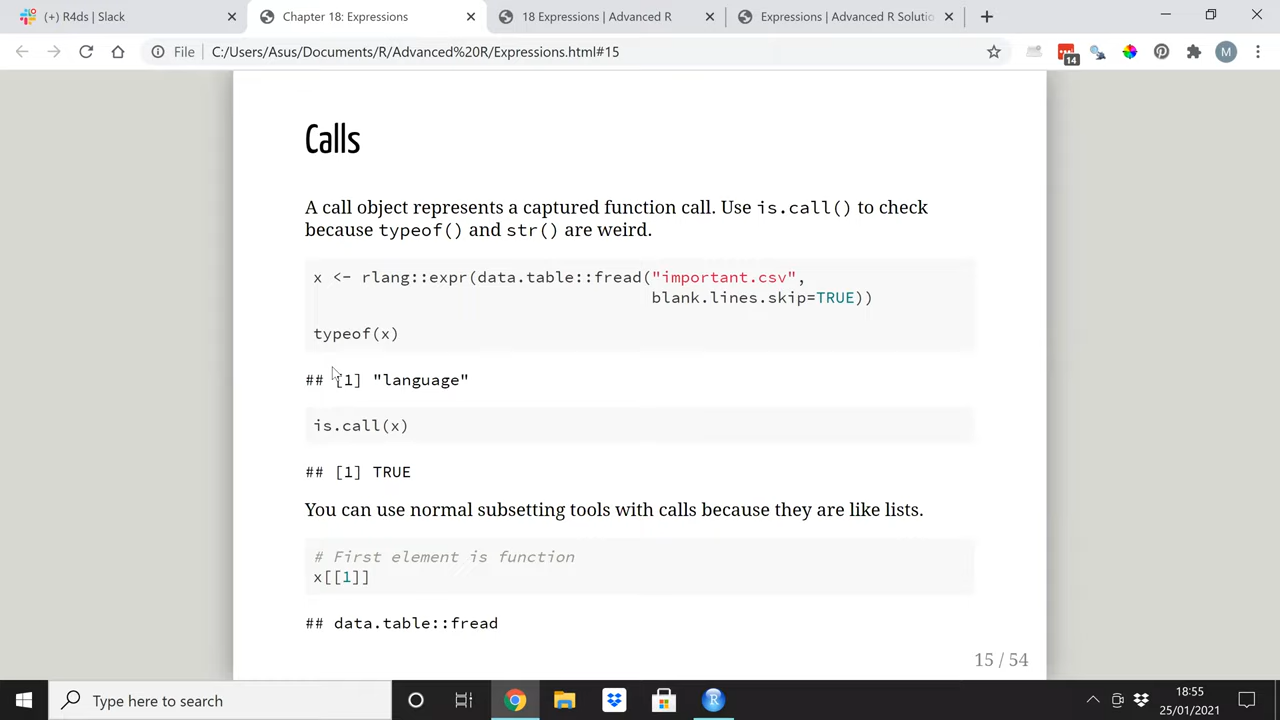 (+) R4ds | Slack
Chapter 18: Expressions
18 Expressions | Advanced R
Expressions | Advanced R Solutio
File
C:/Users/Asus/Documents/R/Advanced%20R/Expressions.html#15
14
M
Calls
A call object represents a captured function call. Use is.call() to check
because typeof() and str() are weird.
x <- rlang::expr(data.table::fread("important.csv",
blank.lines.skip=TRUE))
typeof(x)
## [1] "language"
is.call(x)
## [1] TRUE
You can use normal subsetting tools with calls because they are like lists.
# First element is function
x[[1]]
## data.table::fread
15 / 54
Type here to search
R
18:55
25/01/2021